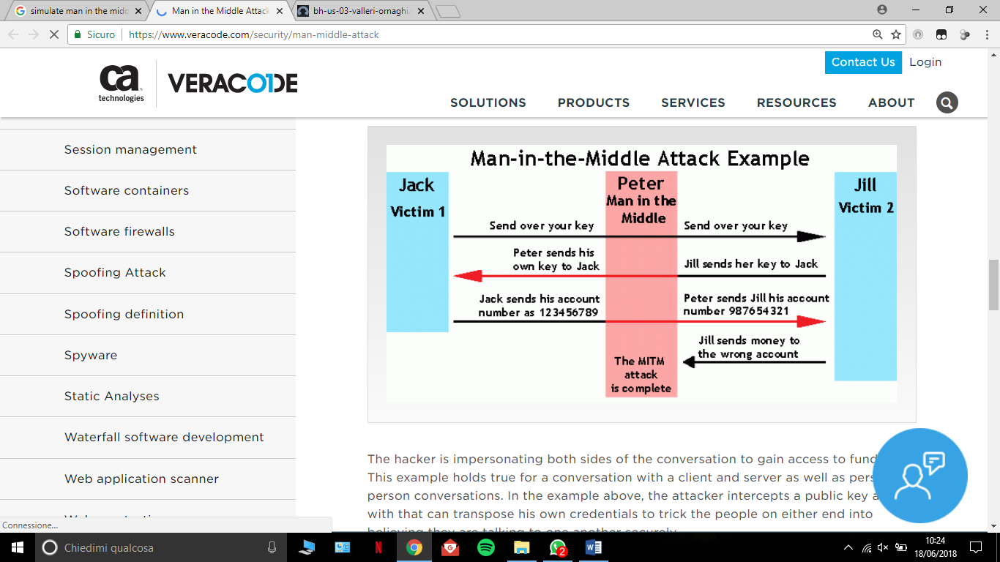 simulate man in the midd
Man in the Middle Attack
bh-us-03-valleri-ornaghi.
Sicuro
https://www.veracode.com/security/man-middle-attack
Contact Us
Login
ca
technologies
VERACODE
SOLUTIONS
PRODUCTS
SERVICES
RESOURCES
ABOUT
Session management
Software containers
Software firewalls
Spoofing Attack
Spoofing definition
Spyware
Static Analyses
Waterfall software development
Web application scanner
Man-in-the-Middle Attack Example
Jack
Victim 1
Peter
Man in the
Middle
Jill
Victim 2
Send over your key
Send over your key
Peter sends his
own key to Jack
Jill sends her key to Jack
Jack sends his account
number as 123456789
Peter sends Jill his account
number 987654321
Jill sends money to
the wrong account
The MITM
attack
is complete
The hacker is impersonating both sides of the conversation to gain access to fund
This example holds true for a conversation with a client and server as well as pers
person conversations. In the example above, the attacker intercepts a public key a
with that can transpose his own credentials to trick the people on either end into
believing they are talking to one another securely.
Connessione...
Chiedimi qualcosa
2
10:24
18/06/2018